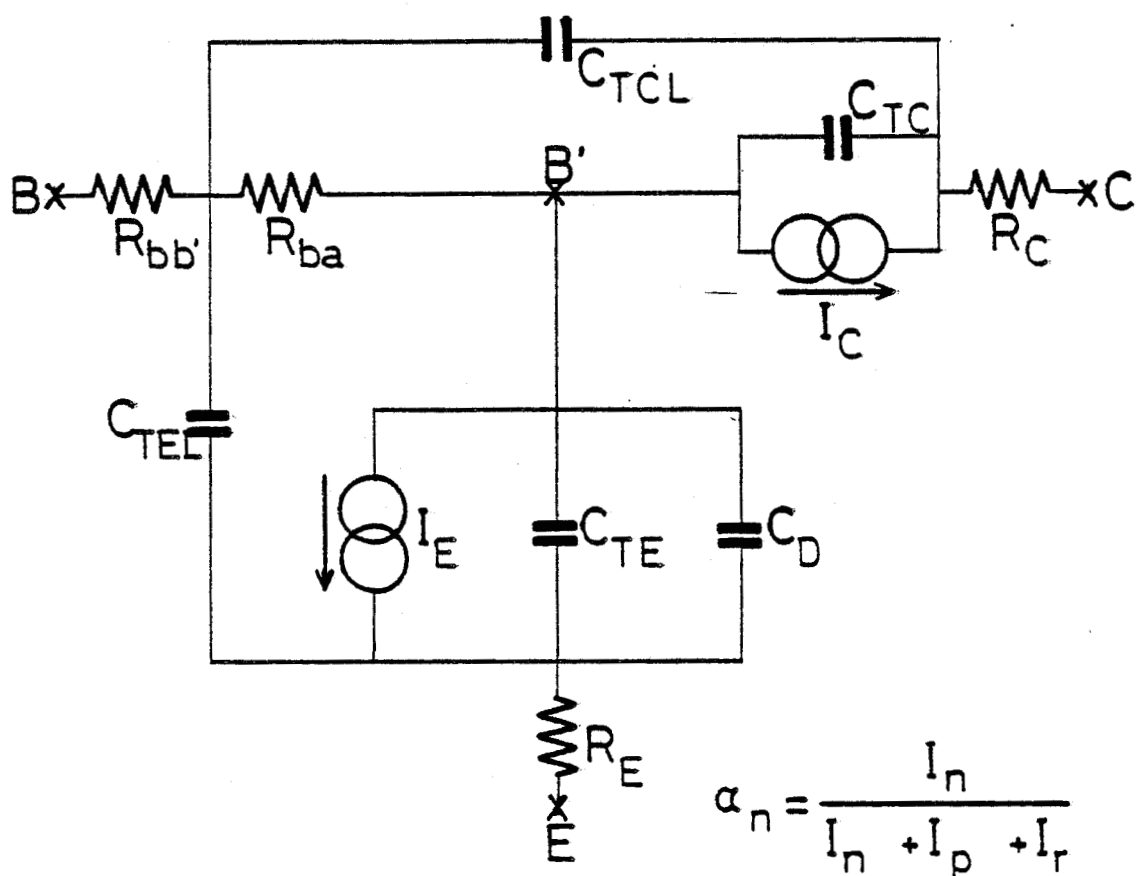 C_TCL
C_TC
B
R_bb'
R_ba
B'
R_C
C
I_C
C_TEL
I_E
C_TE
C_D
R_E
E
α_n = I_n / (I_n + I_p + I_r)